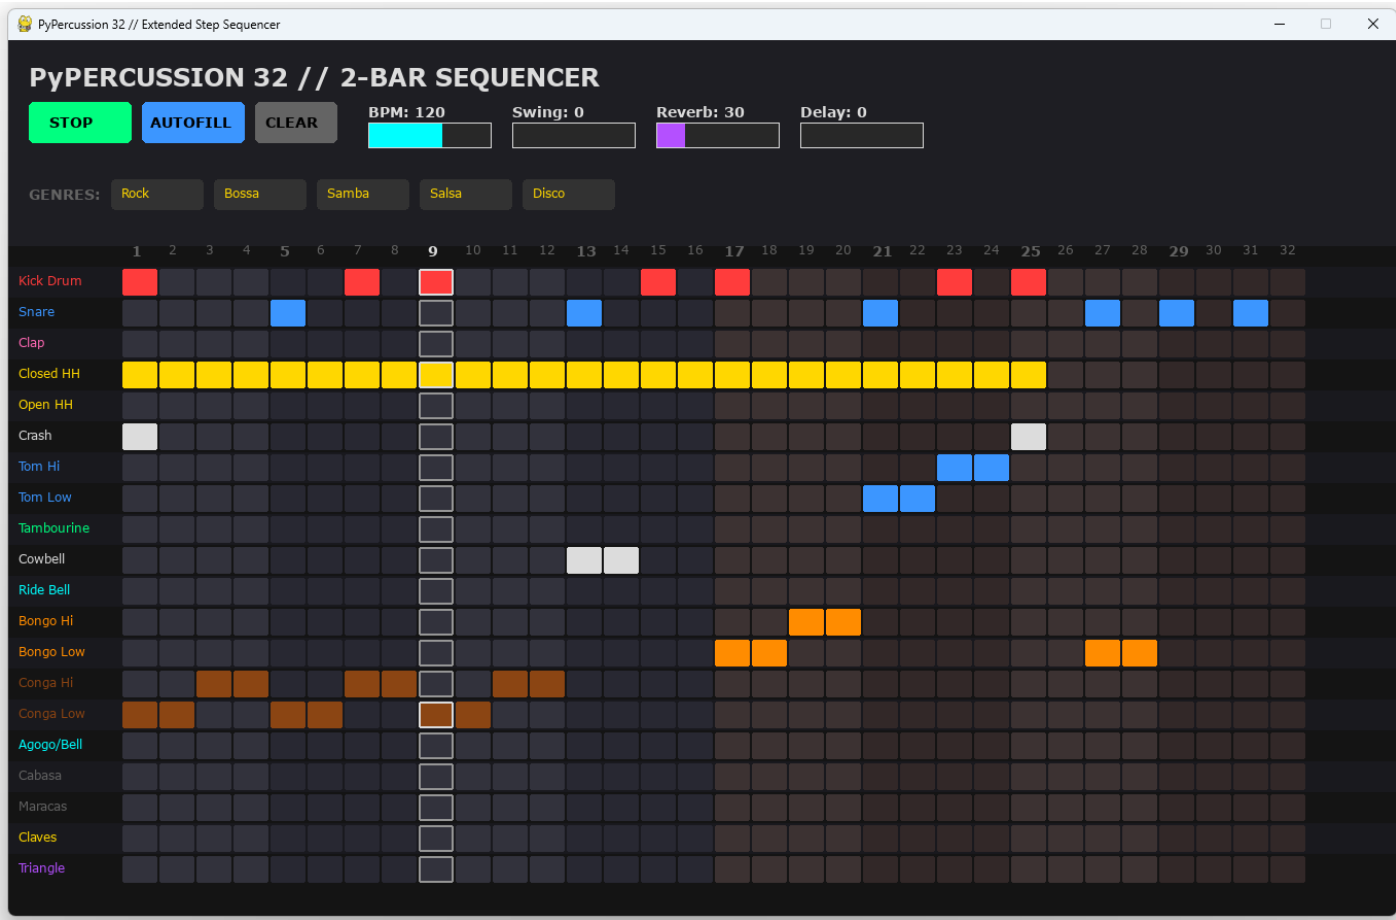 PyPercussion 32 // Extended Step Sequencer
PyPERCUSSION 32 // 2-BAR SEQUENCER
STOP AUTOFILL CLEAR BPM: 120 Swing: 0 Reverb: 30 Delay: 0
GENRES: Rock Bossa Samba Salsa Disco
1 2 3 4 5 6 7 8 9 10 11 12 13 14 15 16 17 18 19 20 21 22 23 24 25 26 27 28 29 30 31 32
Kick Drum
Snare
Clap
Closed HH
Open HH
Crash
Tom Hi
Tom Low
Tambourine
Cowbell
Ride Bell
Bongo Hi
Bongo Low
Conga Hi
Conga Low
Agogo/Bell
Cabasa
Maracas
Claves
Triangle